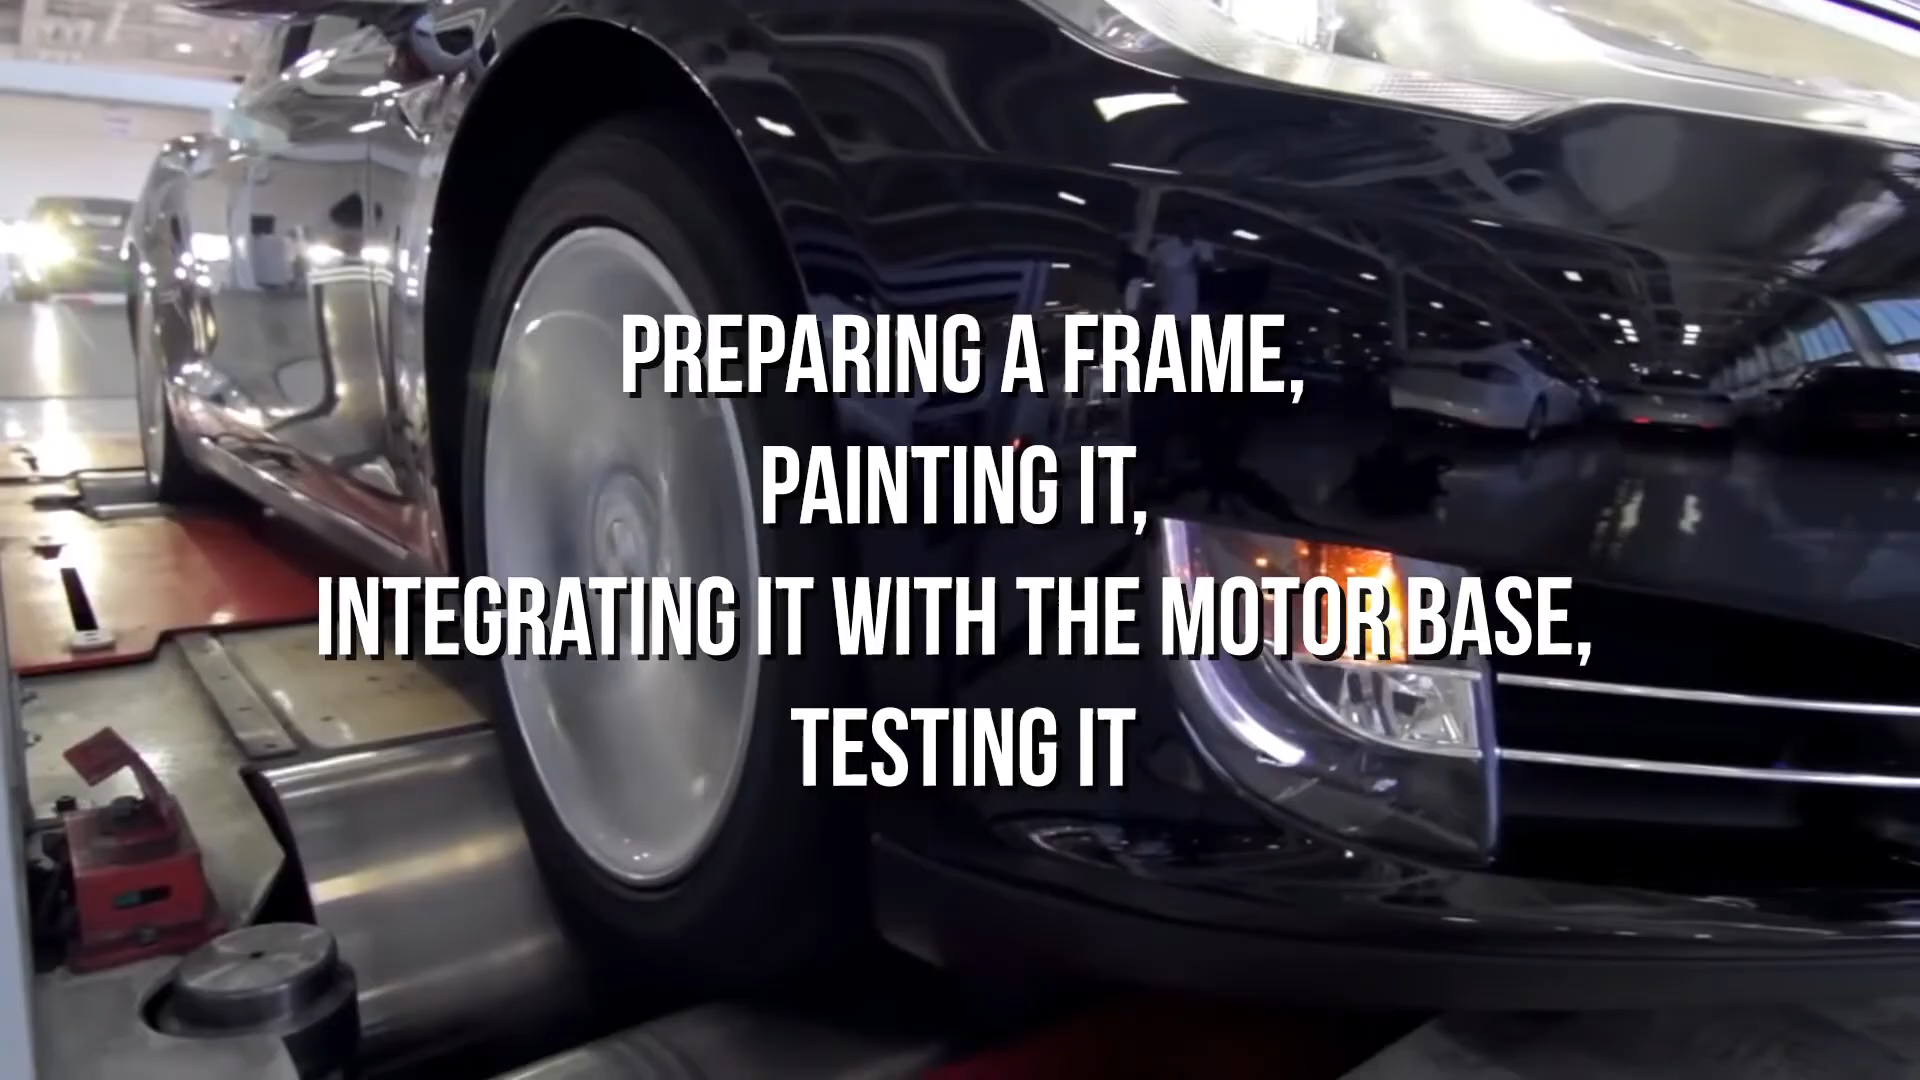 PREPARING A FRAME,
PAINTING IT,
INTEGRATING IT WITH THE MOTOR BASE,
TESTING IT